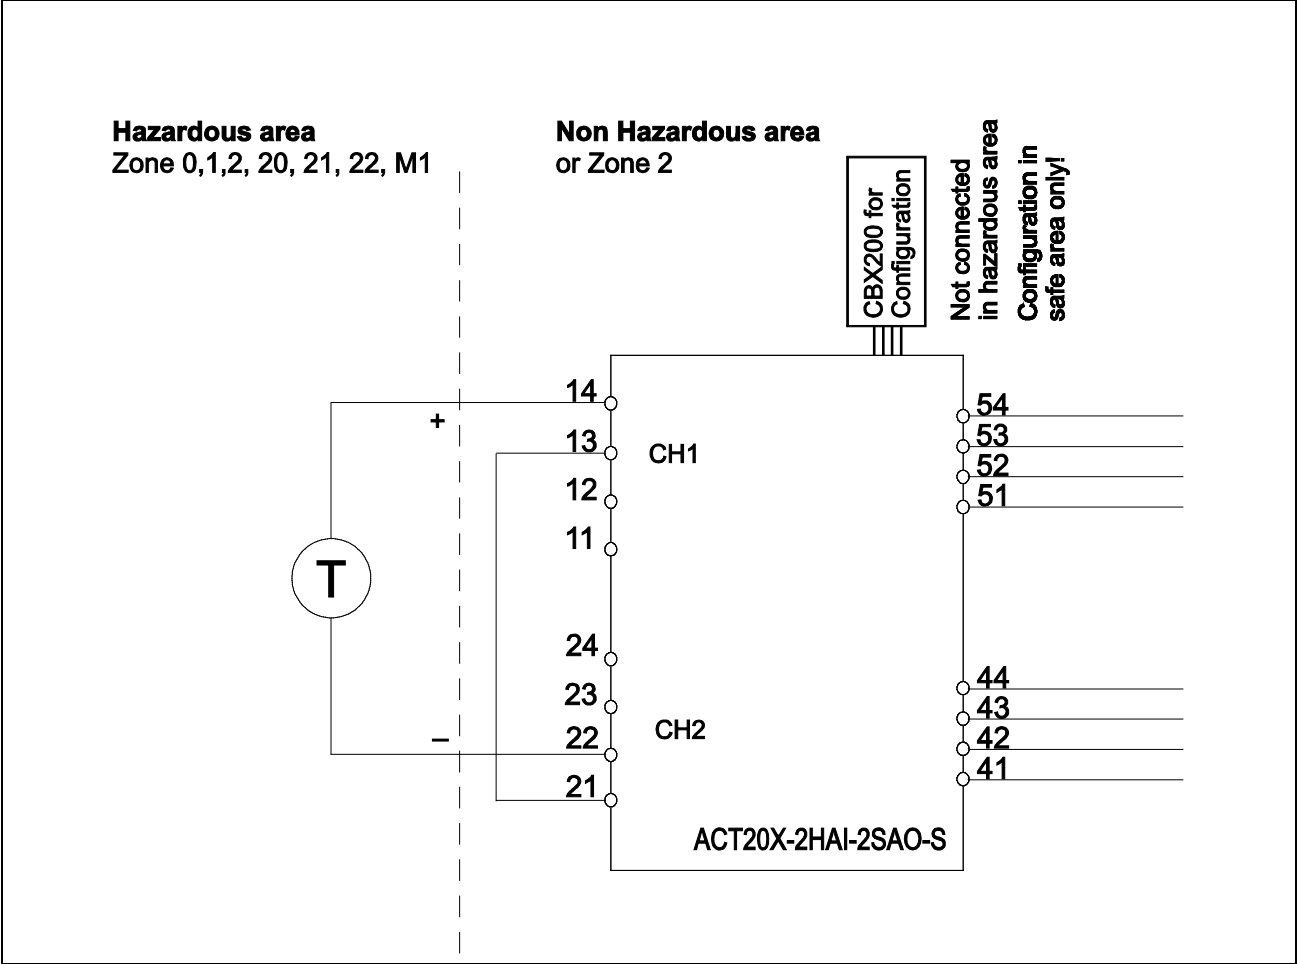 Hazardous area
Zone 0,1,2, 20, 21, 22, M1
Non Hazardous area
or Zone 2
CBX200 for
Configuration
Not connected
in hazardous area
Configuration in
safe area only!
14
+
13
CH1
12
11
T
24
23
22
–
CH2
21
54
53
52
51
44
43
42
41
ACT20X-2HAI-2SAO-S